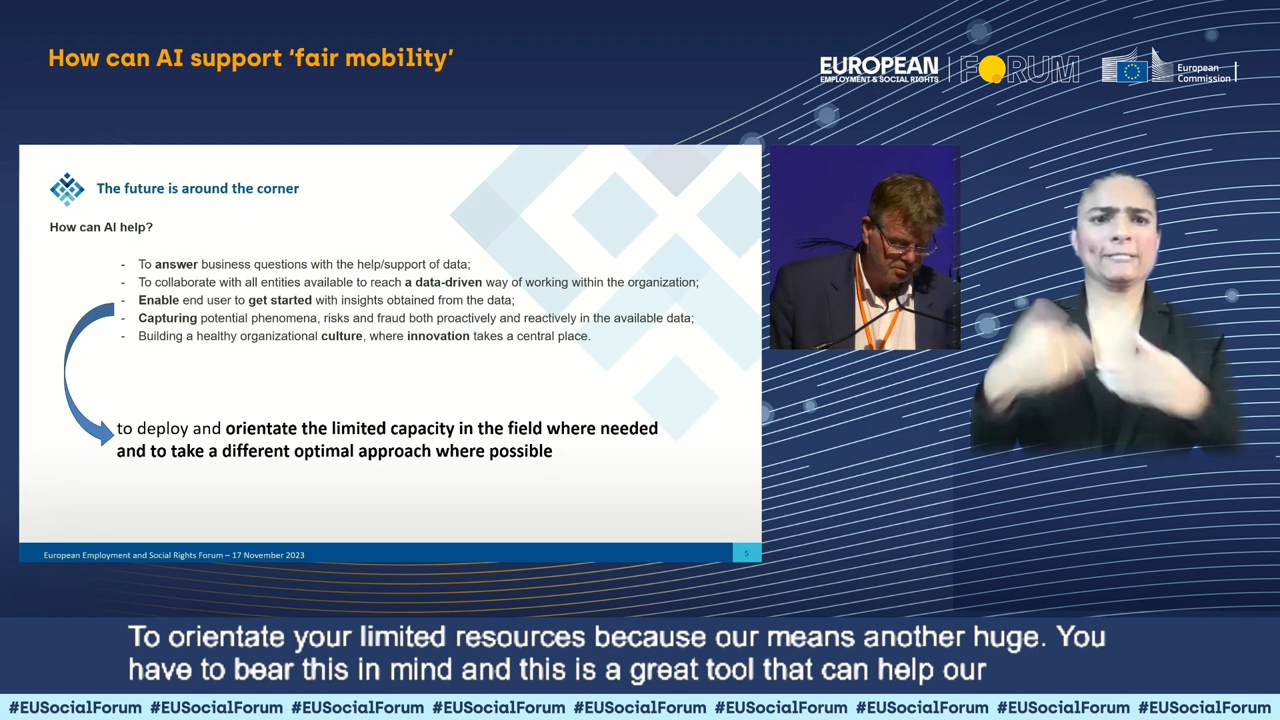 How can AI support ‘fair mobility’
EUROPEAN
EMPLOYMENT & SOCIAL RIGHTS
FORUM
European
Commission
The future is around the corner
How can AI help?
- To answer business questions with the help/support of data;
- To collaborate with all entities available to reach a data-driven way of working within the organization;
- Enable end user to get started with insights obtained from the data;
- Capturing potential phenomena, risks and fraud both proactively and reactively in the available data;
- Building a healthy organizational culture, where innovation takes a central place.
to deploy and orientate the limited capacity in the field where needed
and to take a different optimal approach where possible
European Employment and Social Rights Forum – 17 November 2023
5
To orientate your limited resources because our means another huge. You
have to bear this in mind and this is a great tool that can help our
#EUSocialForum #EUSocialForum #EUSocialForum #EUSocialForum #EUSocialForum #EUSocialForum #EUSocialForum #EUSocialForum #EUSocialForum